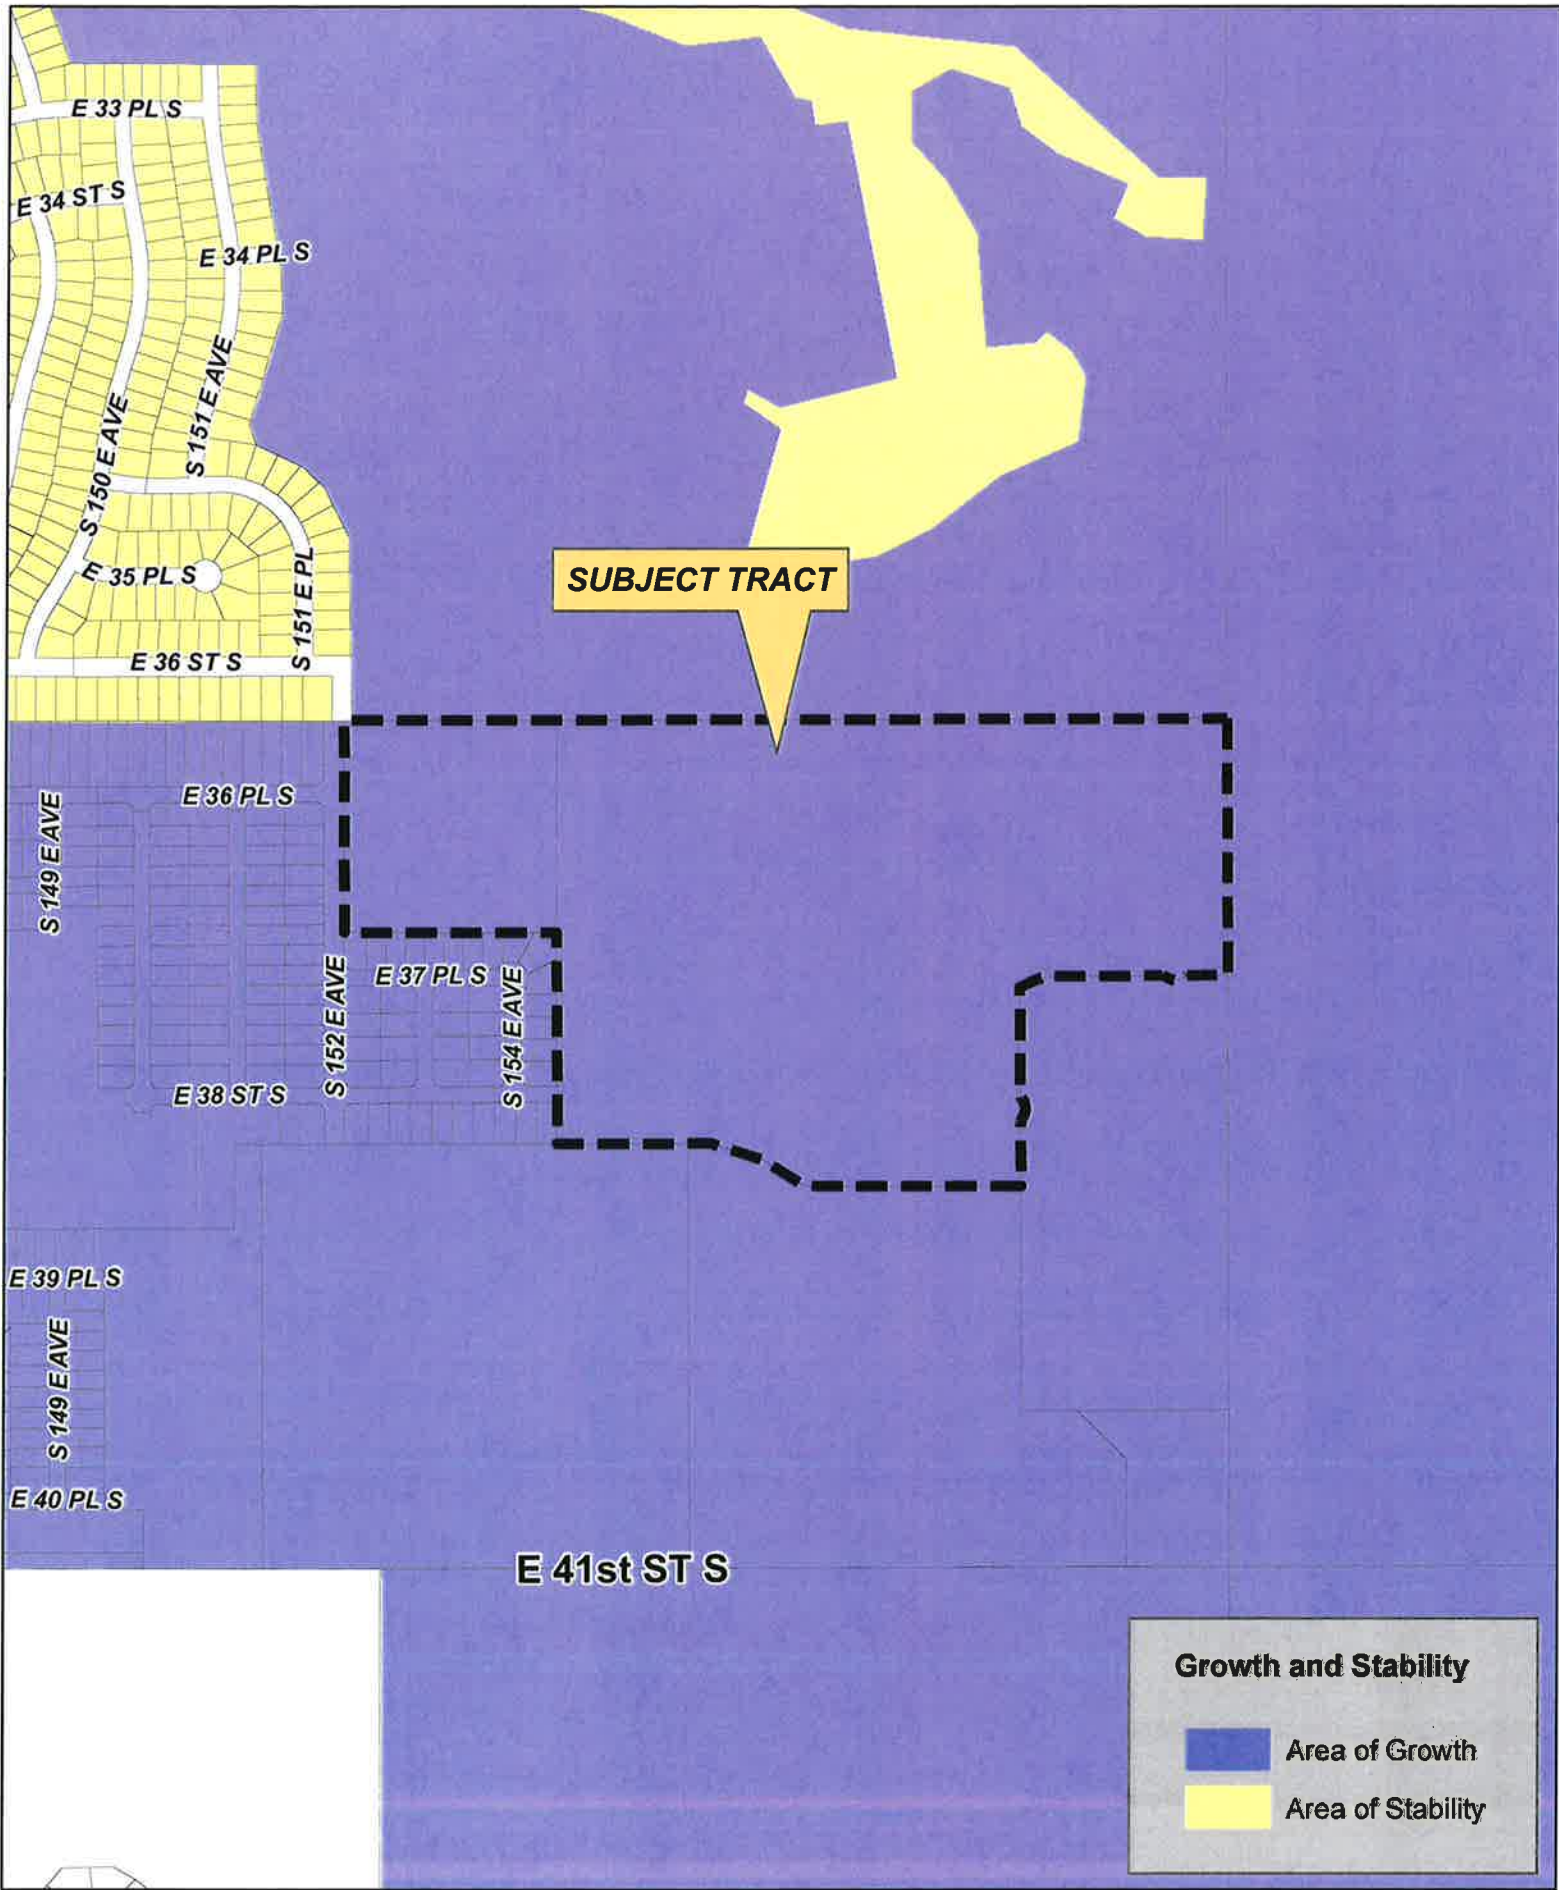 E 33 PL S
E 34 ST S
E 34 PL S
S 151 E AVE
S 150 E AVE
E 35 PL S
S 151 E PL
SUBJECT TRACT
E 36 ST S
E 36 PL S
S 149 E AVE
E 37 PL S
S 152 E AVE
S 154 E AVE
E 38 ST S
E 39 PL S
S 149 E AVE
E 40 PL S
E 41st ST S
Growth and Stability
Area of Growth
Area of Stability